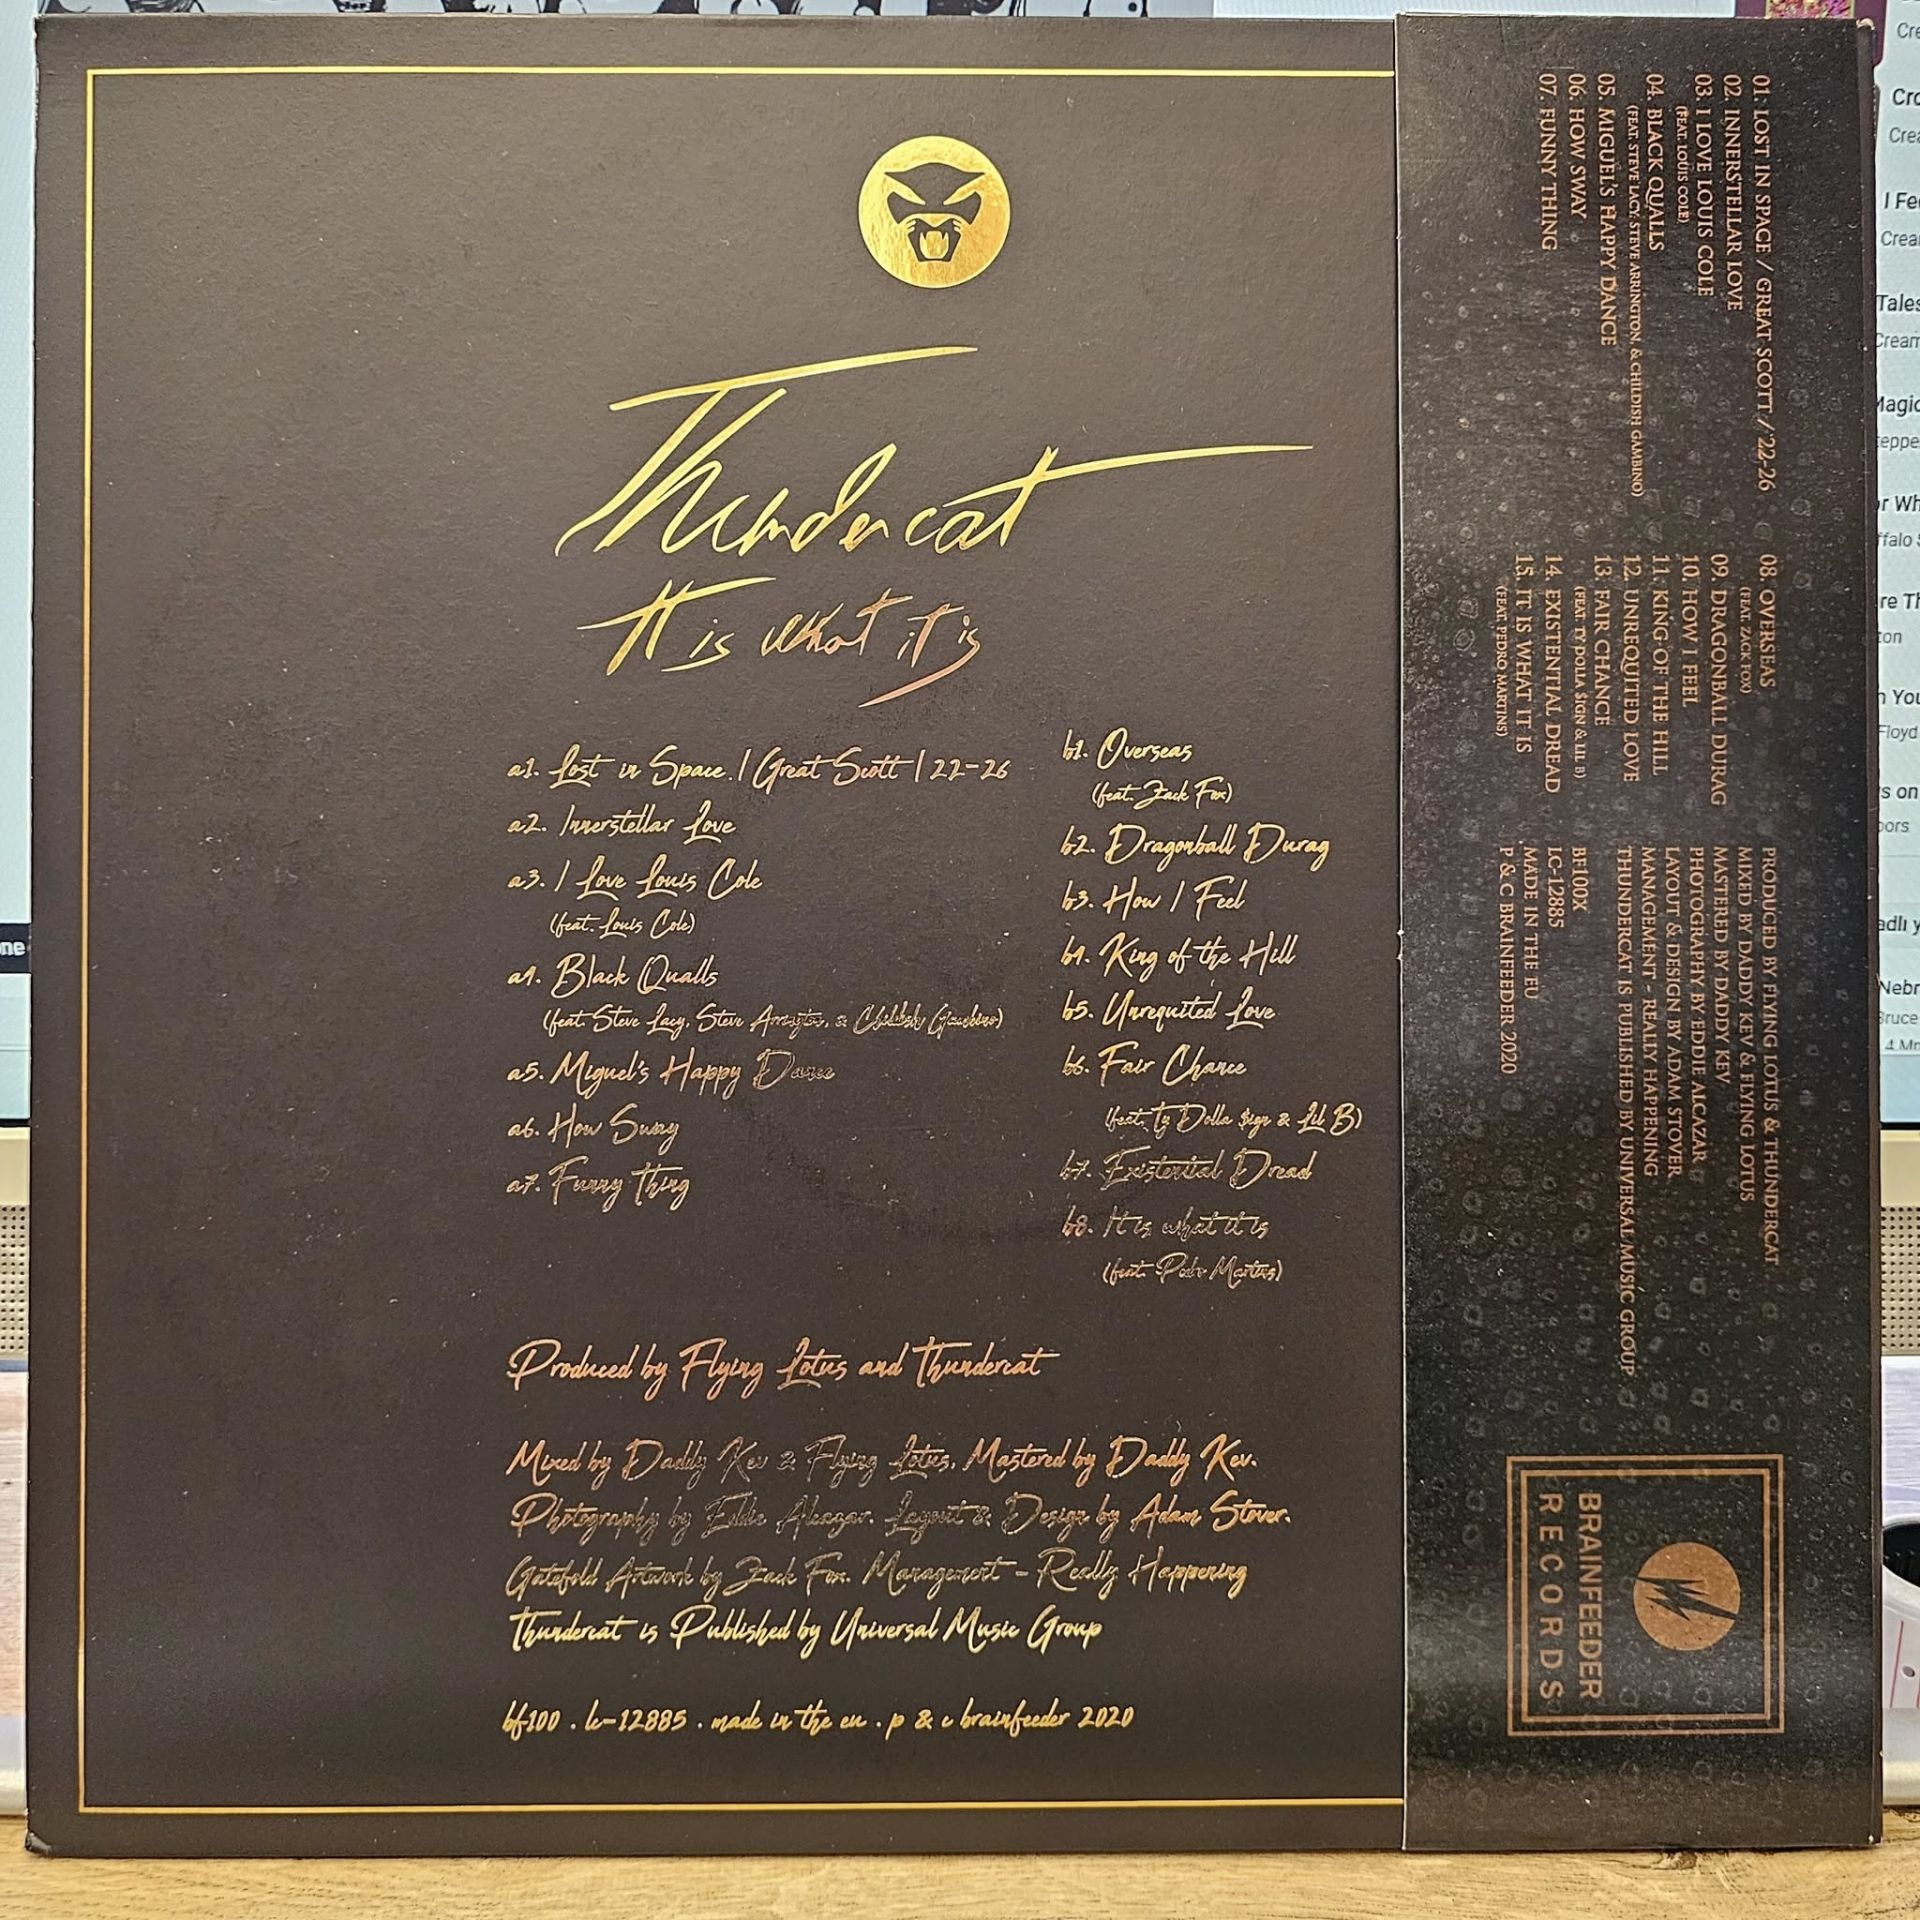 Thundercat
It is what it is
a1. Lost in Space / Great Scott / 22-26
a2. Innerstellar Love
a3. I Love Louis Cole
(feat. Louis Cole)
a4. Black Qualls
(feat. Steve Lacy, Steve Arrington, & Childish Gambino)
a5. Miguel's Happy Dance
a6. How Sway
a7. Funny Thing
b1. Overseas
(feat. Zack Fox)
b2. Dragonball Durag
b3. How I Feel
b4. King of the Hill
b5. Unrequited Love
b6. Fair Chance
(feat. Ty Dolla $ign & Lil B)
b7. Existential Dread
b8. It is what it is
(feat. Pedro Martins)
Produced by Flying Lotus and Thundercat
Mixed by Daddy Kev & Flying Lotus. Mastered by Daddy Kev.
Photography by Eddie Alcazar. Layout & Design by Adam Stover.
Gatefold Artwork by Zack Fox. Management - Really Happening
Thundercat is Published by Universal Music Group
bf100 . lc-12885 . made in the eu . p & c brainfeeder 2020
01. LOST IN SPACE / GREAT SCOTT / 22-26
02. INNERSTELLAR LOVE
03. I LOVE LOUIS COLE
(FEAT. LOUIS COLE)
04. BLACK QUALLS
(FEAT. STEVE LACY, STEVE ARRINGTON, & CHILDISH GAMBINO)
05. MIGUEL'S HAPPY DANCE
06. HOW SWAY
07. FUNNY THING
08. OVERSEAS
(FEAT. ZACK FOX)
09. DRAGONBALL DURAG
10. HOW I FEEL
11. KING OF THE HILL
12. UNREQUITED LOVE
13. FAIR CHANCE
(FEAT. TY DOLLA $IGN & LIL B)
14. EXISTENTIAL DREAD
15. IT IS WHAT IT IS
(FEAT. PEDRO MARTINS)
PRODUCED BY FLYING LOTUS & THUNDERCAT
MIXED BY DADDY KEV & FLYING LOTUS
MASTERED BY DADDY KEV
PHOTOGRAPHY BY EDDIE ALCAZAR
LAYOUT & DESIGN BY ADAM STOVER
MANAGEMENT - REALLY HAPPENING
THUNDERCAT IS PUBLISHED BY UNIVERSAL MUSIC GROUP
BF100X
LC-12885
MADE IN THE EU
P & C BRAINFEEDER 2020
BRAINFEEDER
RECORDS